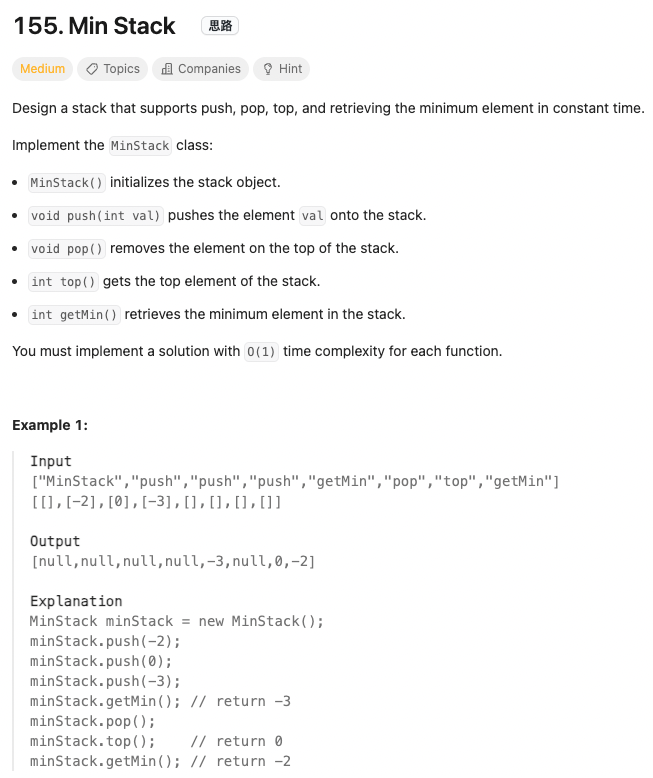 155. Min Stack 思路
Medium Topics Companies Hint
Design a stack that supports push, pop, top, and retrieving the minimum element in constant time.
Implement the MinStack class:
• MinStack() initializes the stack object.
• void push(int val) pushes the element val onto the stack.
• void pop() removes the element on the top of the stack.
• int top() gets the top element of the stack.
• int getMin() retrieves the minimum element in the stack.
You must implement a solution with O(1) time complexity for each function.
Example 1:
Input
["MinStack","push","push","push","getMin","pop","top","getMin"]
[[],[-2],[0],[-3],[],[],[],[]]
Output
[null,null,null,null,-3,null,0,-2]
Explanation
MinStack minStack = new MinStack();
minStack.push(-2);
minStack.push(0);
minStack.push(-3);
minStack.getMin(); // return -3
minStack.pop();
minStack.top();    // return 0
minStack.getMin(); // return -2